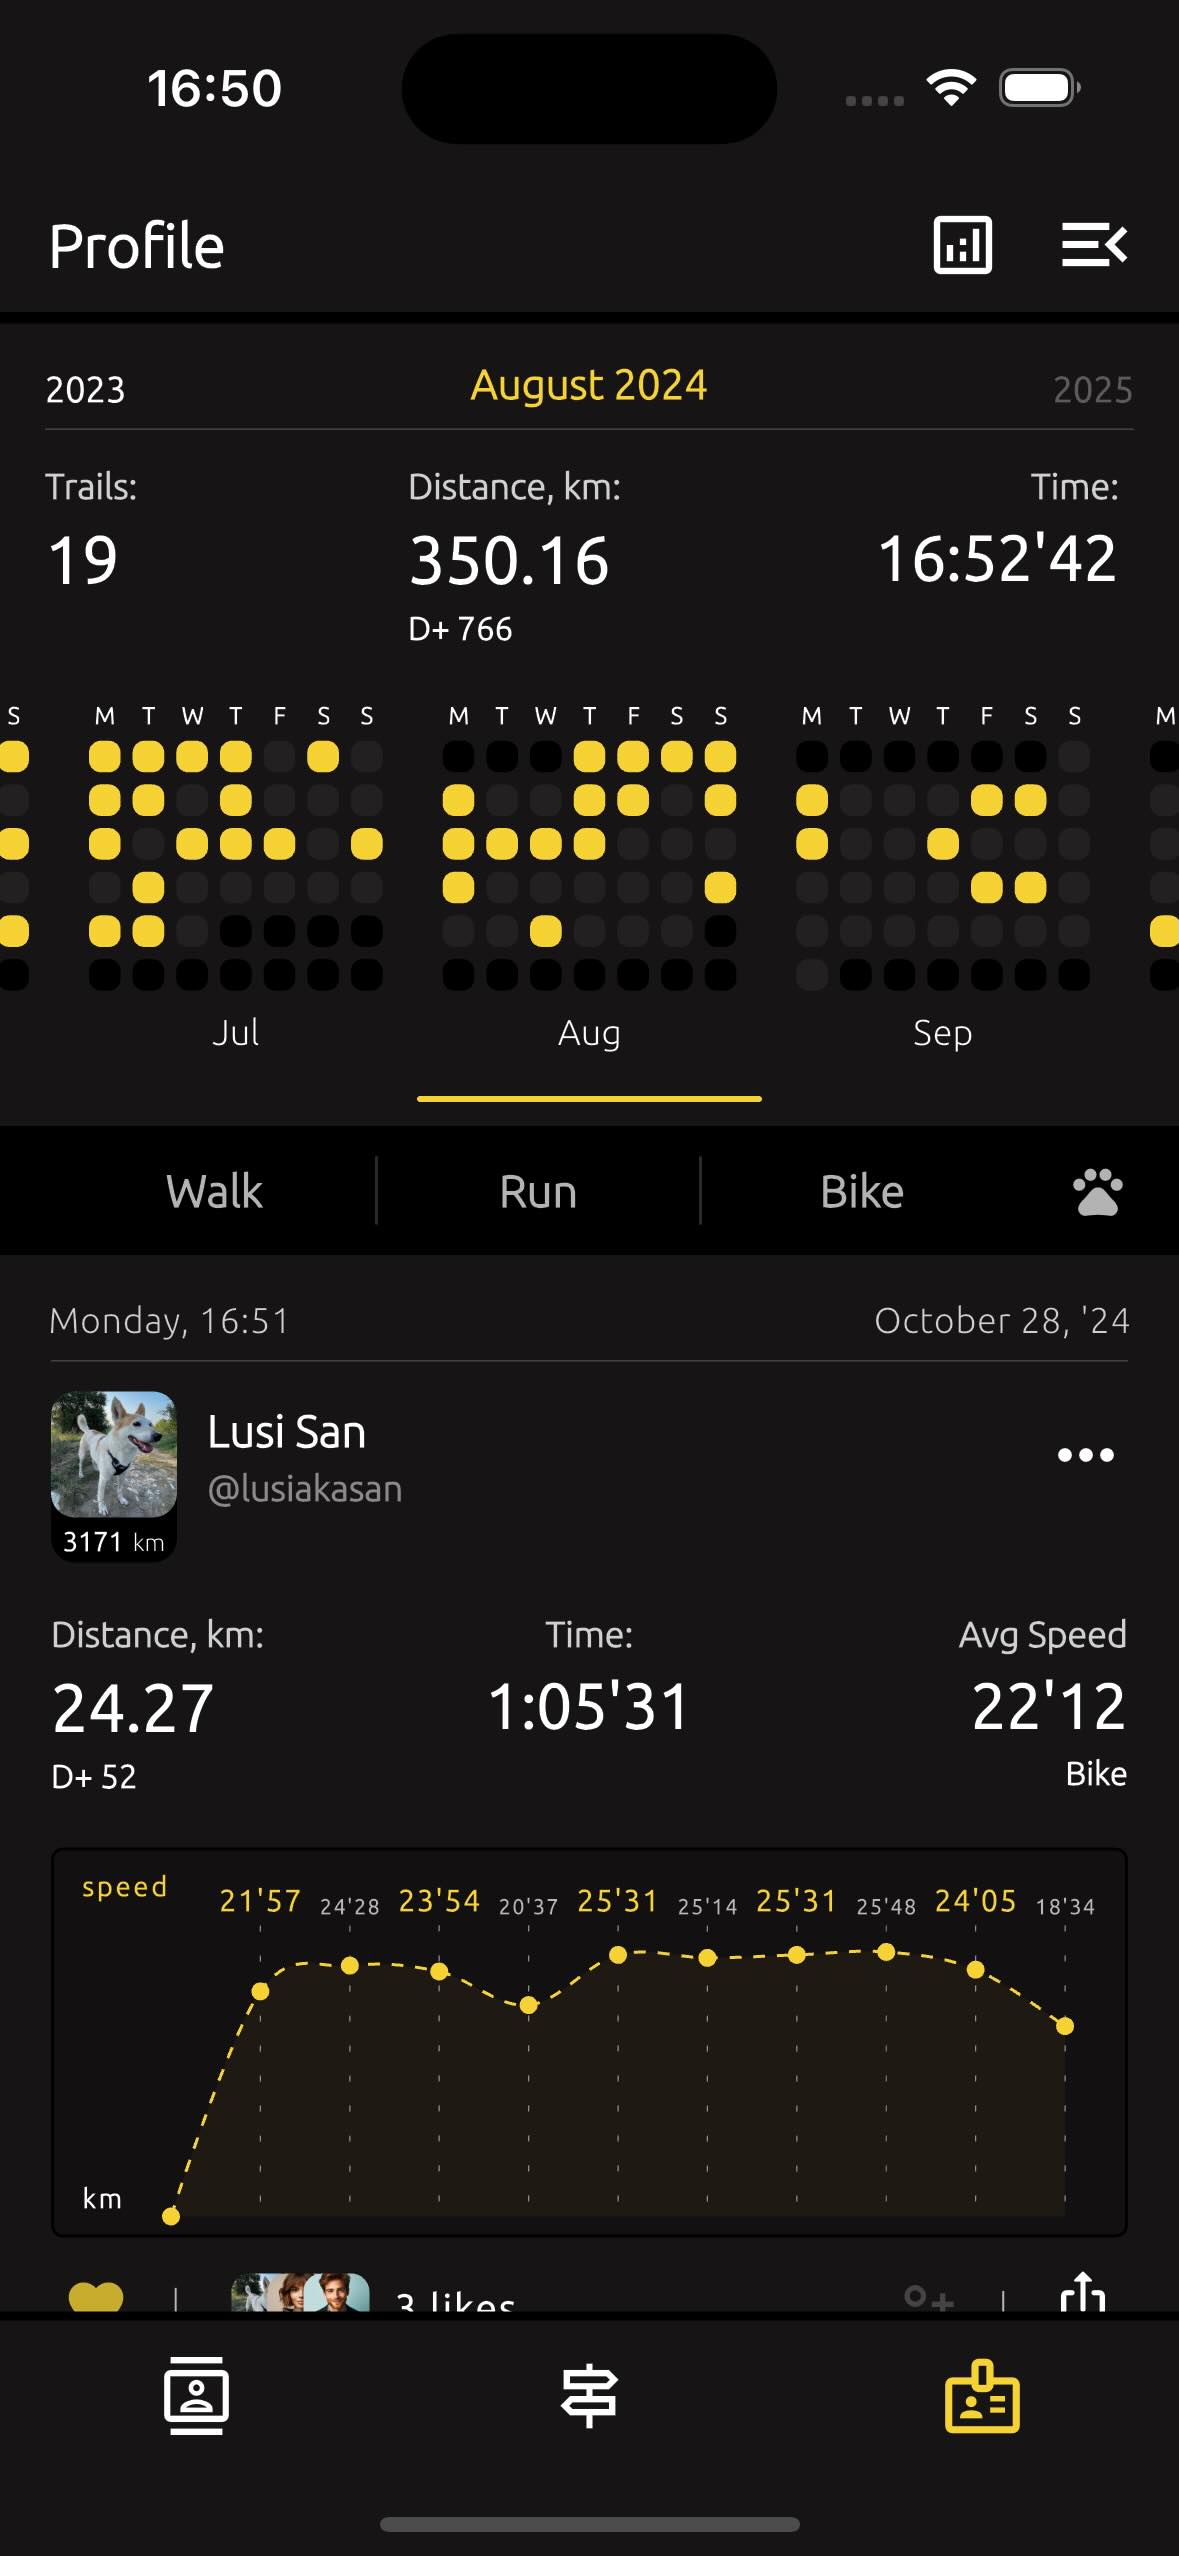 16:50
Profile
2023 August 2024 2025
Trails: Distance, km: Time:
19 350.16 16:52'42
D+ 766
S M T W T F S S M T W T F S S M T W T F S S M
Jul Aug Sep
Walk Run Bike
Monday, 16:51 October 28, '24
Lusi San
@lusiakasan
3171 km
Distance, km: Time: Avg Speed
24.27 1:05'31 22'12
D+ 52 Bike
speed 21'57 24'28 23'54 20'37 25'31 25'14 25'31 25'48 24'05 18'34
km
3 likes